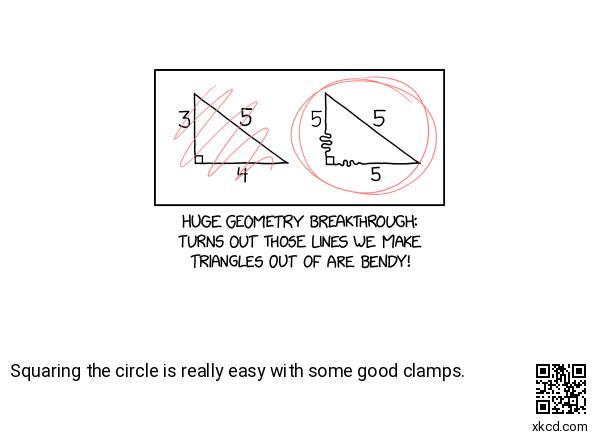 3 5 5 5
4 5
HUGE GEOMETRY BREAKTHROUGH:
TURNS OUT THOSE LINES WE MAKE
TRIANGLES OUT OF ARE BENDY!
Squaring the circle is really easy with some good clamps.
xkcd.com